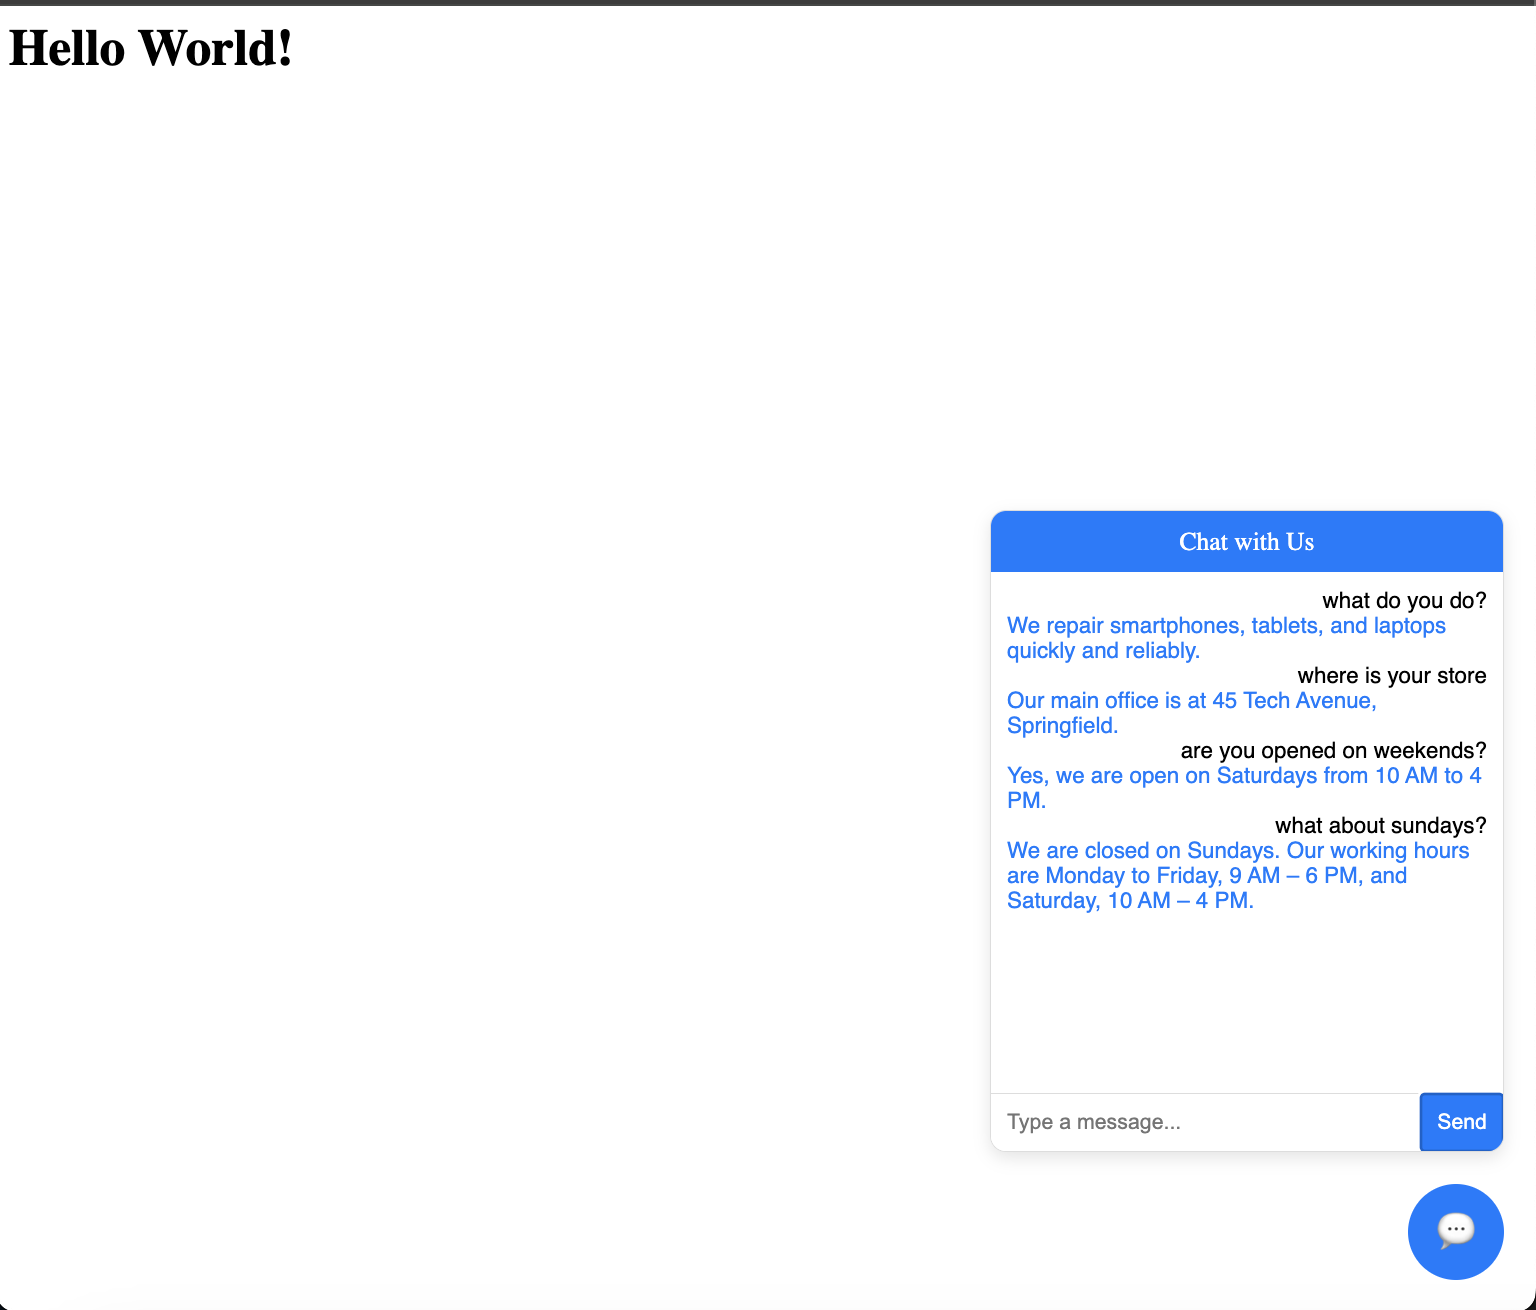 Hello World!
Chat with Us
what do you do?
We repair smartphones, tablets, and laptops
quickly and reliably.
where is your store
Our main office is at 45 Tech Avenue,
Springfield.
are you opened on weekends?
Yes, we are open on Saturdays from 10 AM to 4
PM.
what about sundays?
We are closed on Sundays. Our working hours
are Monday to Friday, 9 AM – 6 PM, and
Saturday, 10 AM – 4 PM.
Type a message...
Send